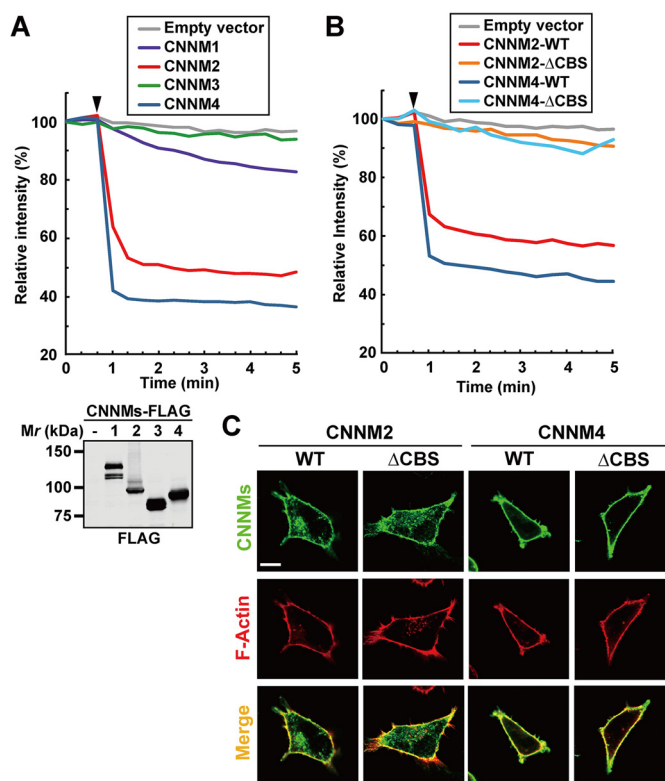 A
Empty vector
CNNM1
CNNM2
CNNM3
CNNM4
Relative intensity (%)
100
80
60
40
20
0 1 2 3 4 5
Time (min)
B
Empty vector
CNNM2-WT
CNNM2-ΔCBS
CNNM4-WT
CNNM4-ΔCBS
Relative Intensity (%)
100
80
60
40
20
0 1 2 3 4 5
Time (min)
CNNMs-FLAG
Mr (kDa) - 1 2 3 4
150
100
75
FLAG
C
CNNM2 CNNM4
WT ΔCBS WT ΔCBS
CNNMs
F-Actin
Merge